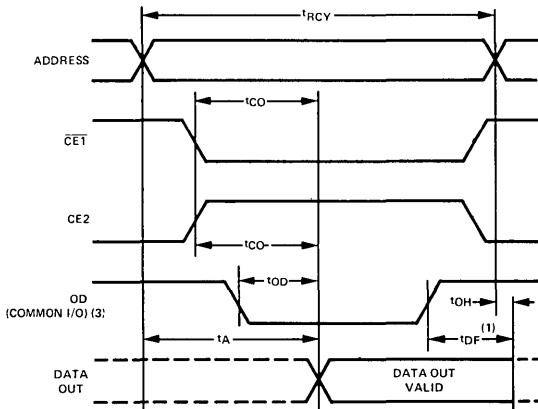 tRCY
ADDRESS
tCO
CE1
CE2
tCO
tOD
OD
(COMMON I/O) (3)
tOH
(1)
tA
tDF
DATA
OUT
DATA OUT
VALID